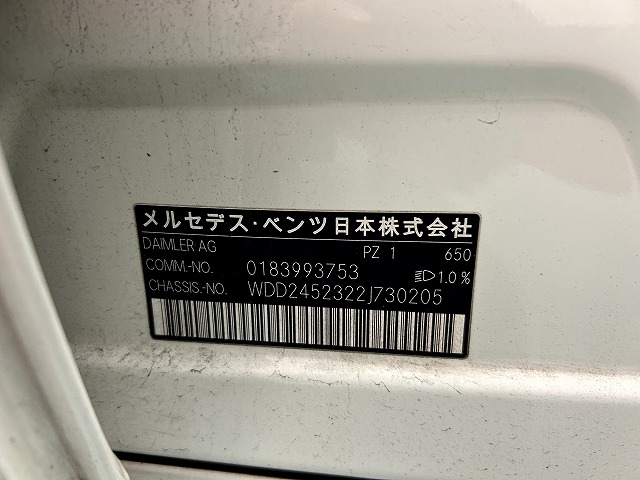 メルセデス・ベンツ日本株式会社
DAIMLER AG PZ 1 650
COMM.-NO. 0183993753 1.0%
CHASSIS.-NO. WDD2452322J730205